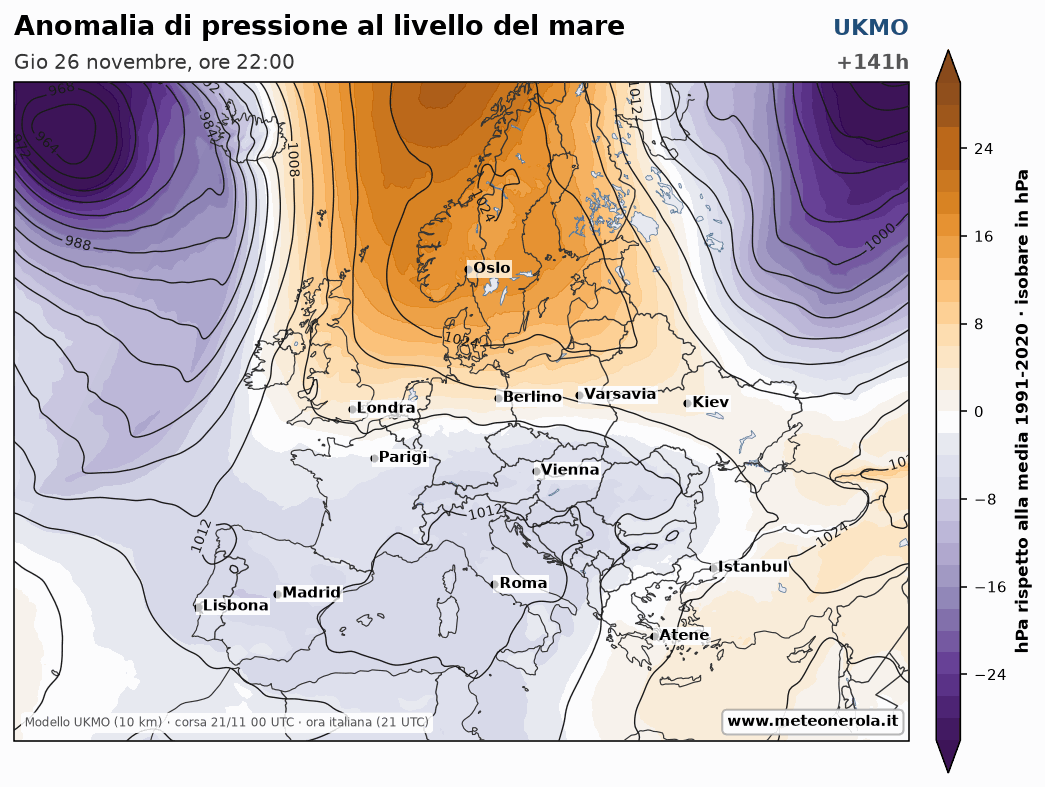 Anomalia di pressione al livello del mare
UKMO
Gio 26 novembre, ore 22:00
+141h
968
964
984
1008
1012
988
1000
1024
Oslo
Londra
Berlino
Varsavia
Kiev
Parigi
Vienna
1012
1012
1024
Istanbul
Madrid
Roma
Lisbona
Atene
Modello UKMO (10 km) · corsa 21/11 00 UTC · ora italiana (21 UTC)
www.meteonerola.it
24
16
8
0
−8
−16
−24
hPa rispetto alla media 1991-2020 · isobare in hPa